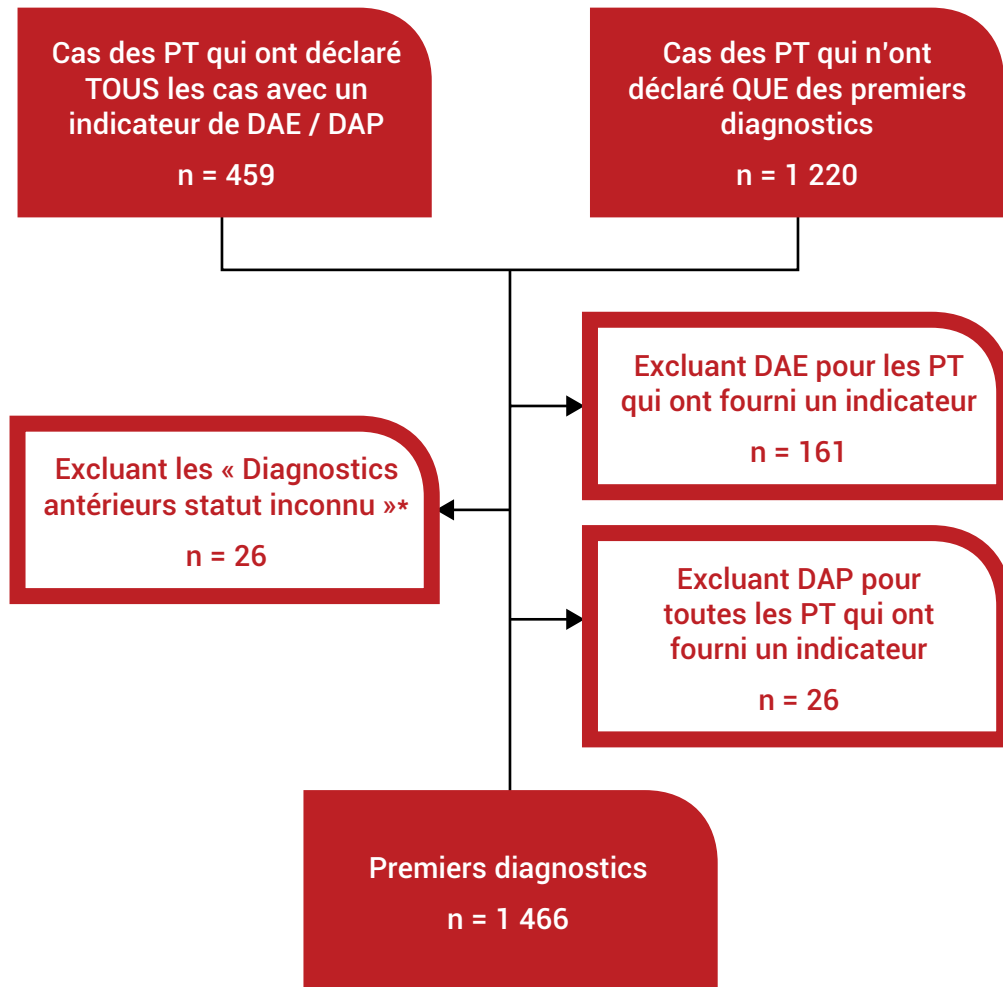 Cas des PT qui ont déclaré
TOUS les cas avec un
indicateur de DAE / DAP
n = 459
Cas des PT qui n'ont
déclaré QUE des premiers
diagnostics
n = 1 220
Excluant DAE pour les PT
qui ont fourni un indicateur
n = 161
Excluant les « Diagnostics
antérieurs statut inconnu »*
n = 26
Excluant DAP pour
toutes les PT qui ont
fourni un indicateur
n = 26
Premiers diagnostics
n = 1 466